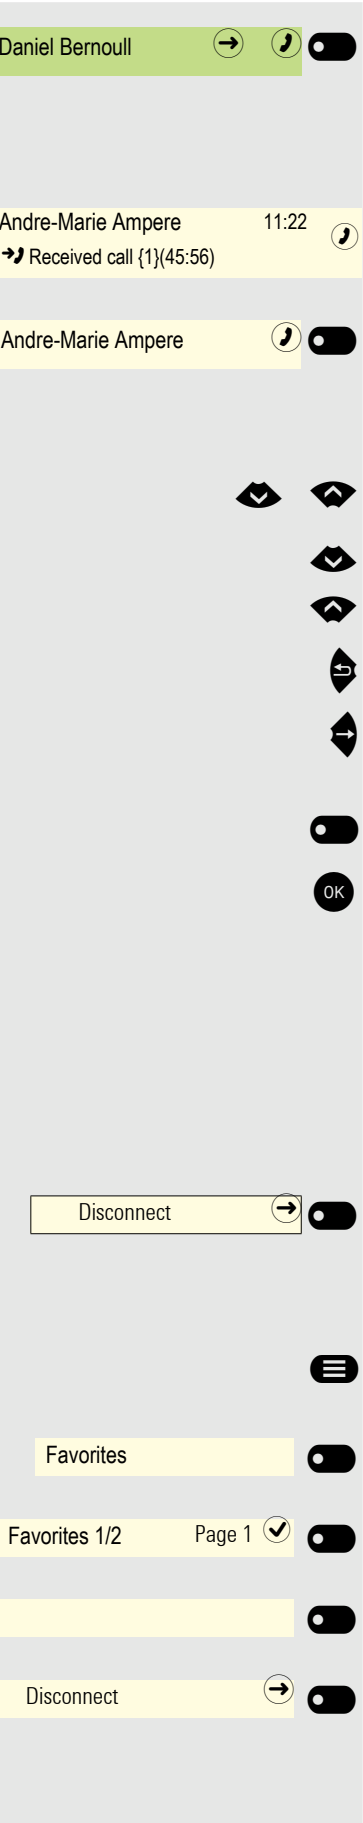 Daniel Bernoull
Andre-Marie Ampere 11:22
Received call {1}(45:56)
Andre-Marie Ampere
OK
Disconnect
Favorites
Favorites 1/2 Page 1
Disconnect